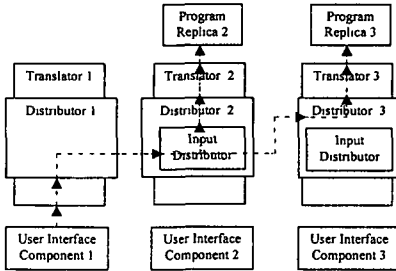 Program
Replica 2
Program
Replica 3
Translator 1
Translator 2
Translator 3
Distributor 1
Distributor 2
Distributor 3
Input
Distributor
Input
Distributor
User Interface
Component 1
User Interface
Component 2
User Interface
Component 3